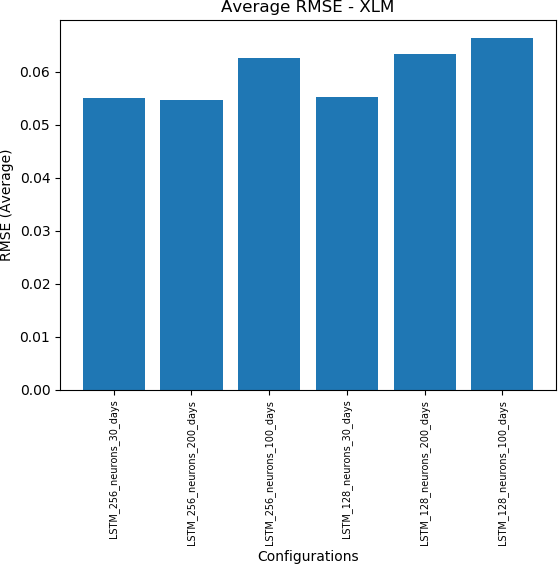 Average RMSE - XLM
RMSE (Average)
0.06
0.05
0.04
0.03
0.02
0.01
0.00
LSTM_256_neurons_30_days
LSTM_256_neurons_200_days
LSTM_256_neurons_100_days
LSTM_128_neurons_30_days
LSTM_128_neurons_200_days
LSTM_128_neurons_100_days
Configurations